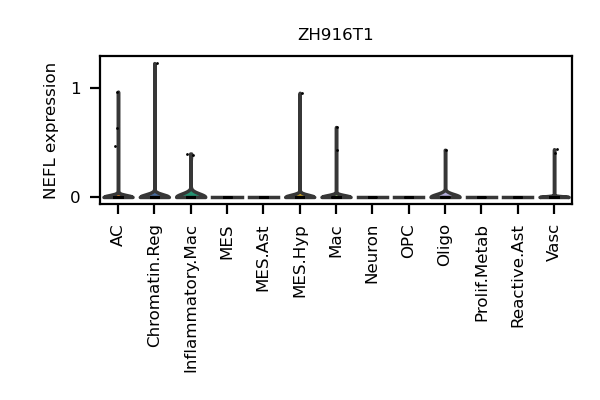 ZH916T1
NEFL expression
1
0
AC
Chromatin.Reg
Inflammatory.Mac
MES
MES.Ast
MES.Hyp
Mac
Neuron
OPC
Oligo
Prolif.Metab
Reactive.Ast
Vasc